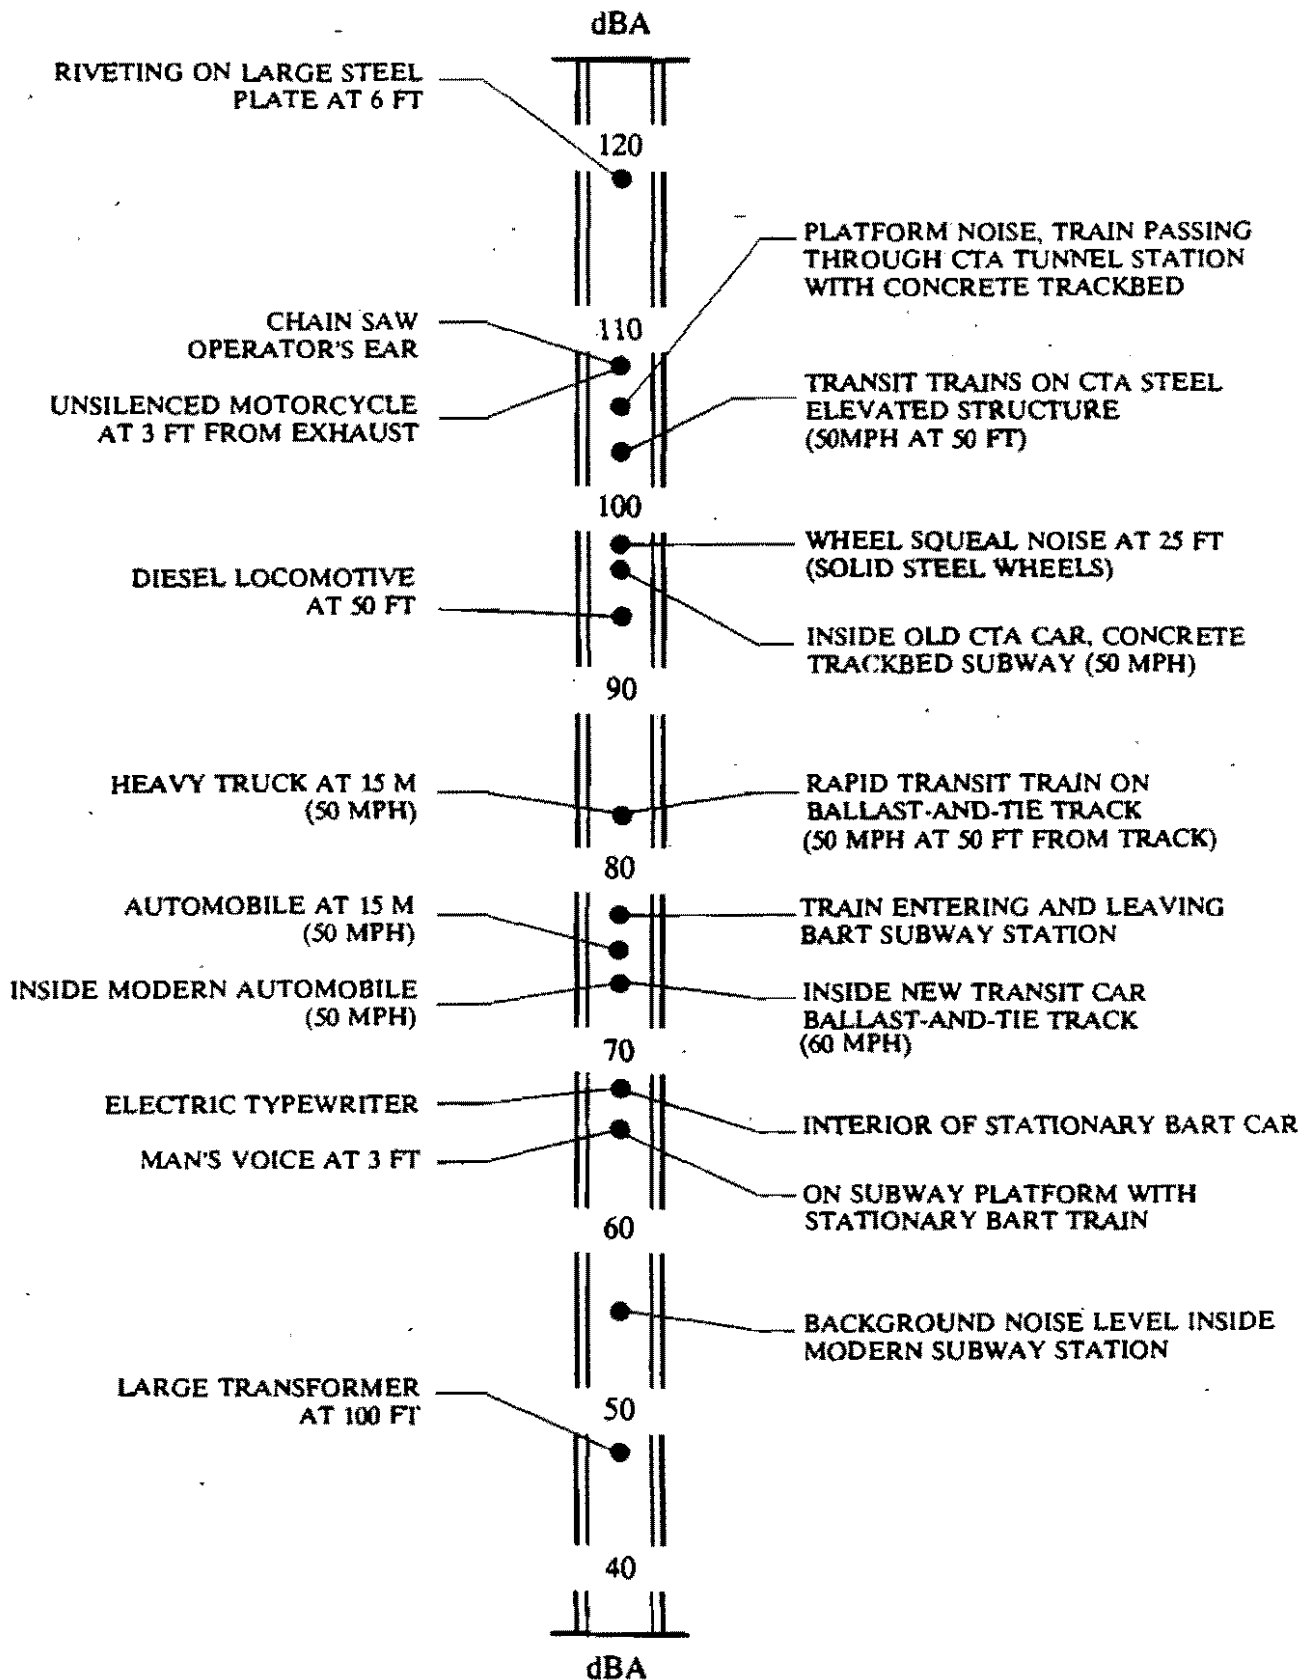 dBA
RIVETING ON LARGE STEEL
PLATE AT 6 FT
120
PLATFORM NOISE, TRAIN PASSING
THROUGH CTA TUNNEL STATION
WITH CONCRETE TRACKBED
CHAIN SAW
OPERATOR'S EAR
110
UNSILENCED MOTORCYCLE
AT 3 FT FROM EXHAUST
TRANSIT TRAINS ON CTA STEEL
ELEVATED STRUCTURE
(50MPH AT 50 FT)
100
WHEEL SQUEAL NOISE AT 25 FT
(SOLID STEEL WHEELS)
DIESEL LOCOMOTIVE
AT 50 FT
INSIDE OLD CTA CAR, CONCRETE
TRACKBED SUBWAY (50 MPH)
90
HEAVY TRUCK AT 15 M
(50 MPH)
RAPID TRANSIT TRAIN ON
BALLAST-AND-TIE TRACK
(50 MPH AT 50 FT FROM TRACK)
80
AUTOMOBILE AT 15 M
(50 MPH)
TRAIN ENTERING AND LEAVING
BART SUBWAY STATION
INSIDE MODERN AUTOMOBILE
(50 MPH)
INSIDE NEW TRANSIT CAR
BALLAST-AND-TIE TRACK
(60 MPH)
70
ELECTRIC TYPEWRITER
INTERIOR OF STATIONARY BART CAR
MAN'S VOICE AT 3 FT
ON SUBWAY PLATFORM WITH
STATIONARY BART TRAIN
60
BACKGROUND NOISE LEVEL INSIDE
MODERN SUBWAY STATION
LARGE TRANSFORMER
AT 100 FT
50
40
dBA